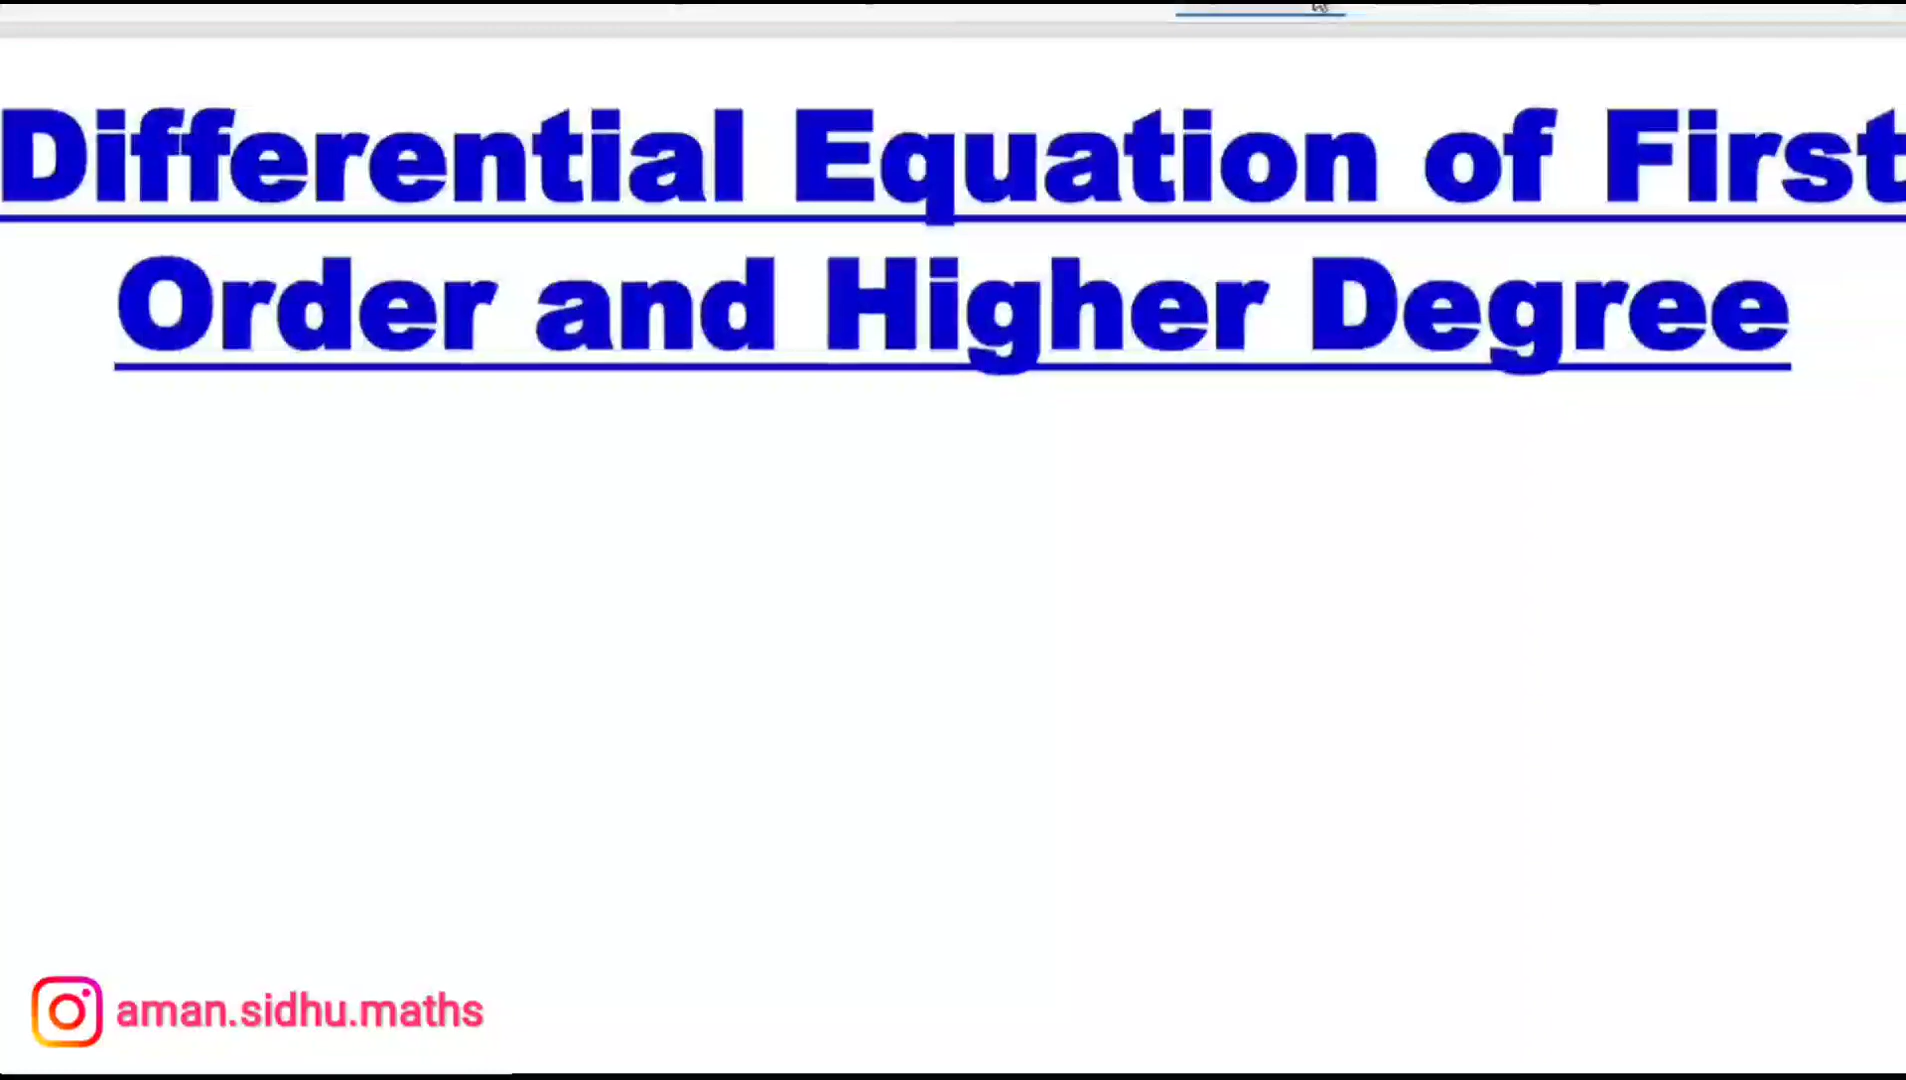 Differential Equation of First
Order and Higher Degree
aman.sidhu.maths